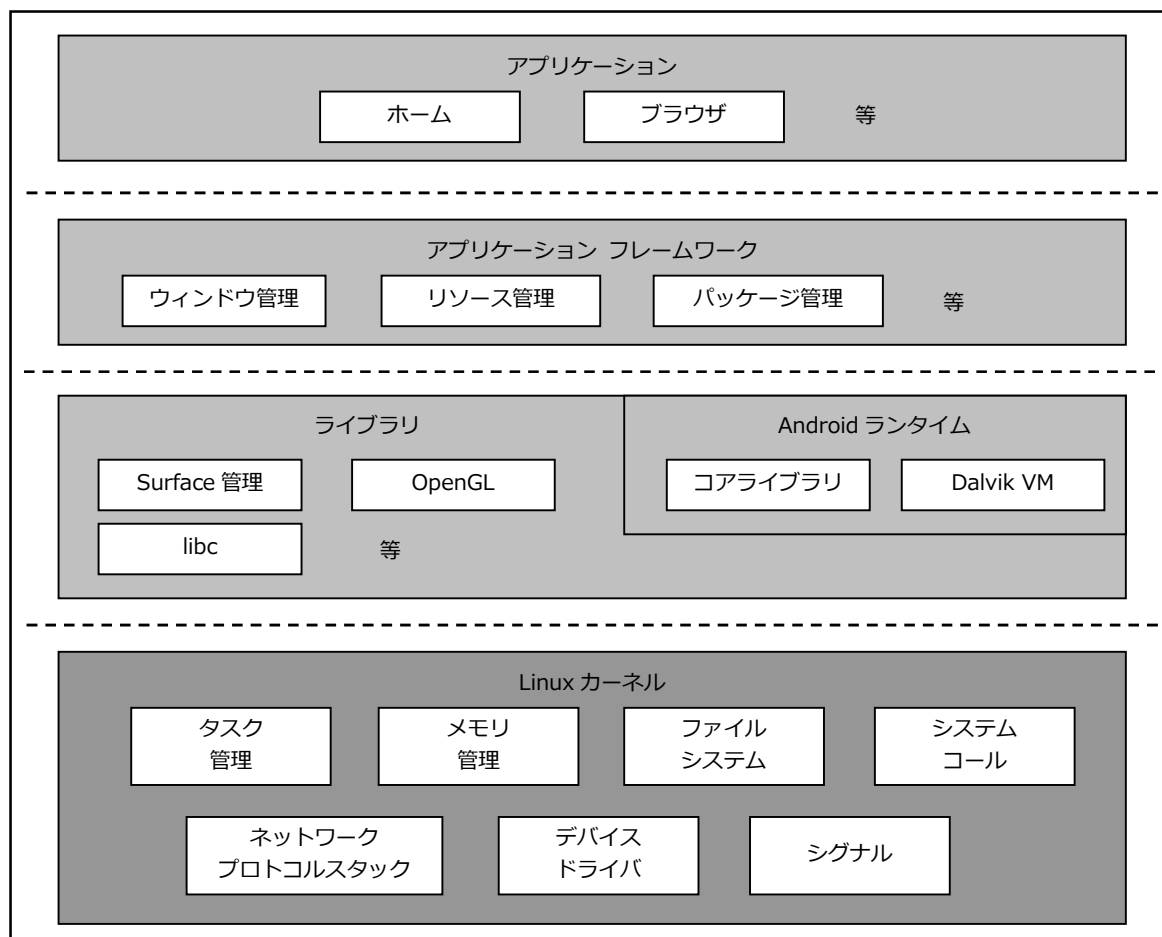 アプリケーション
ホーム
ブラウザ
等
アプリケーション フレームワーク
ウィンドウ管理
リソース管理
パッケージ管理
等
ライブラリ
Surface 管理
OpenGL
libc
等
Android ランタイム
コアライブラリ
Dalvik VM
Linux カーネル
タスク
管理
メモリ
管理
ファイル
システム
システム
コール
ネットワーク
プロトコルスタック
デバイス
ドライバ
シグナル